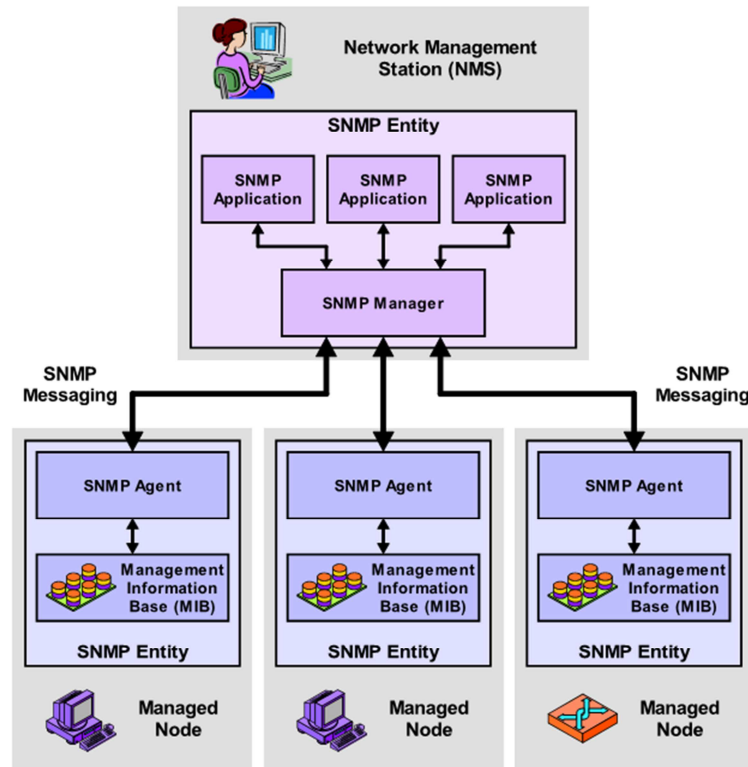 Network Management
Station (NMS)
SNMP Entity
SNMP
Application
SNMP
Application
SNMP
Application
SNMP Manager
SNMP
Messaging
SNMP
Messaging
SNMP Agent
Management
Information
Base (MIB)
SNMP Entity
Managed
Node
SNMP Agent
Management
Information
Base (MIB)
SNMP Entity
Managed
Node
SNMP Agent
Management
Information
Base (MIB)
SNMP Entity
Managed
Node